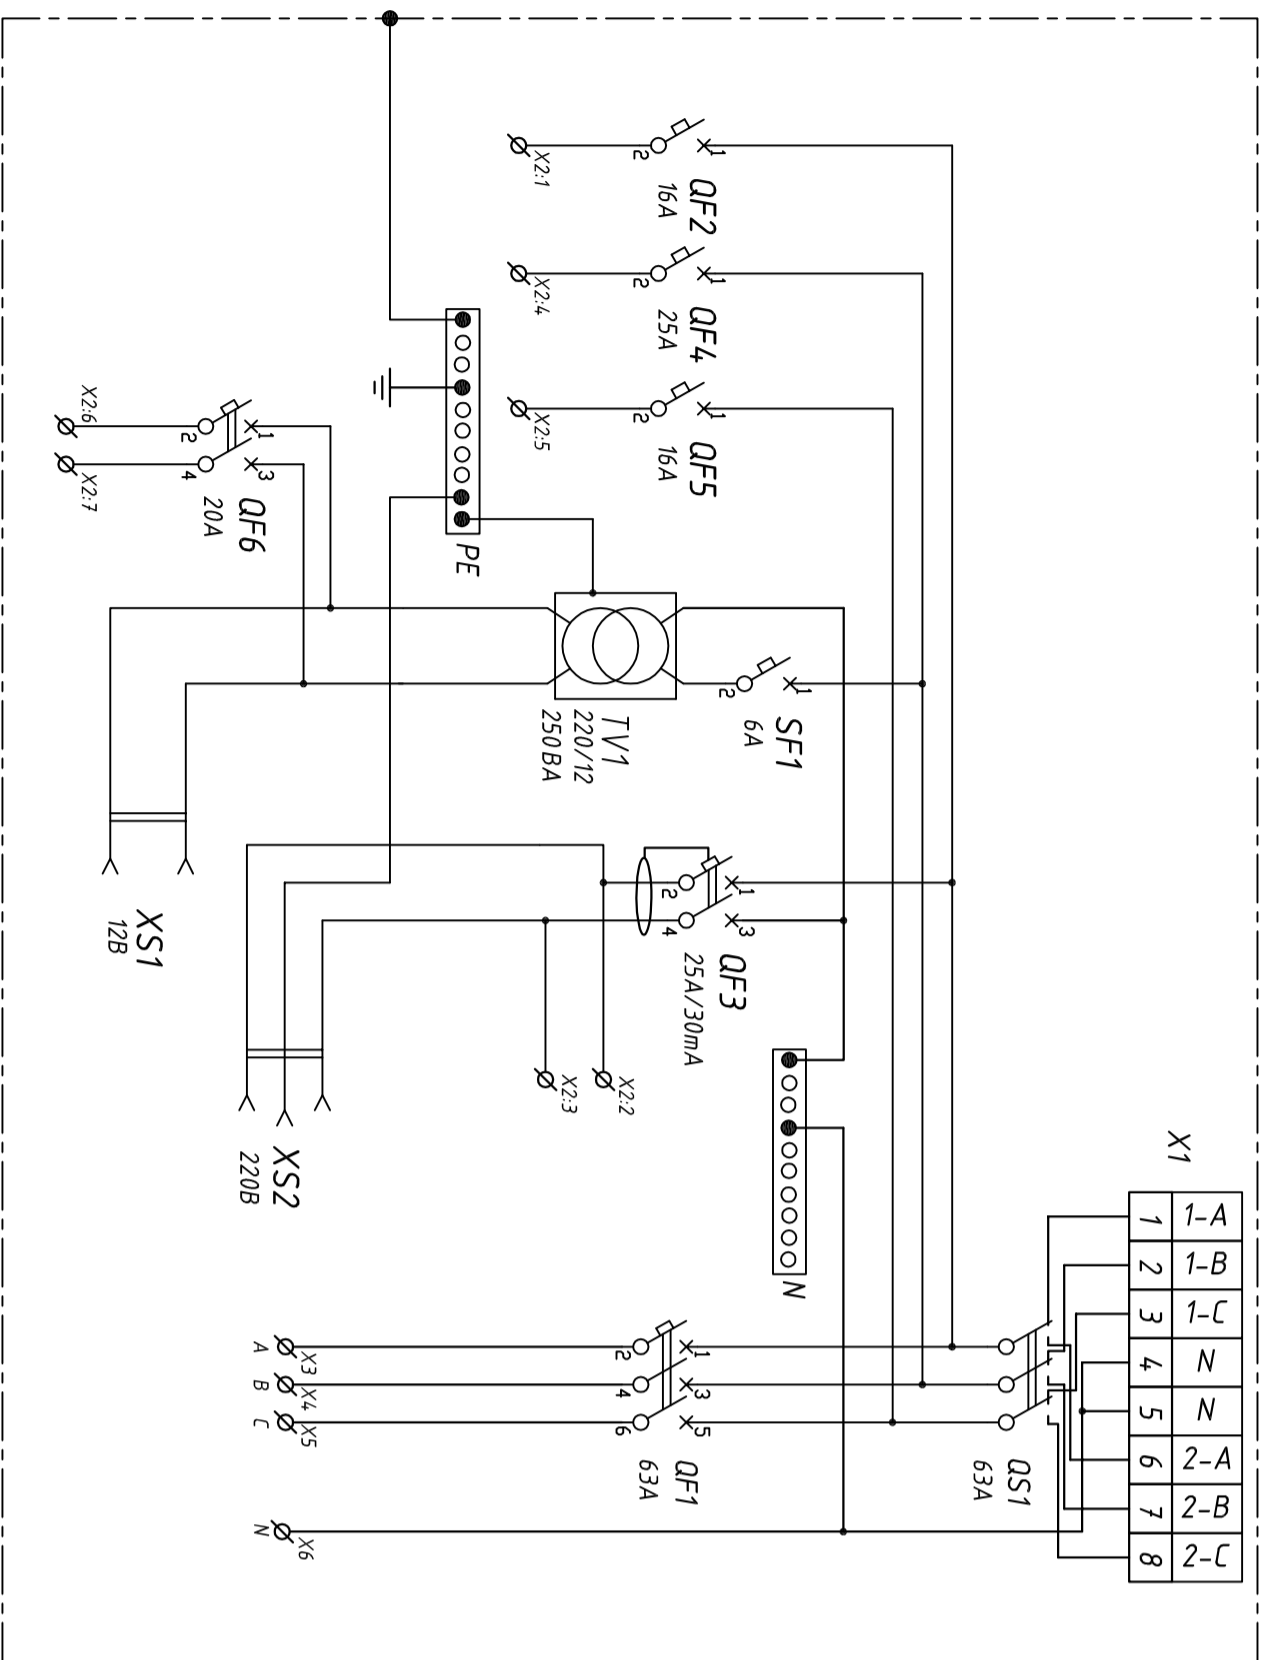 X1
1 1-A
2 1-B
3 1-C
4 N
5 N
6 2-A
7 2-B
8 2-C
QS1
63A
1
3
5
2
4
6
QF1
63A
A
X3
B
X4
C
X5
N
X6
1
2
QF2
16A
X2:1
1
2
QF4
25A
X2:4
1
2
QF5
16A
X2:5
1
2
SF1
6A
TV1
220/12
250ВА
PE
1
3
2
4
QF6
20A
X2:6
X2:7
XS1
12В
1
3
2
4
QF3
25A/30mA
X2:2
X2:3
XS2
220В
N